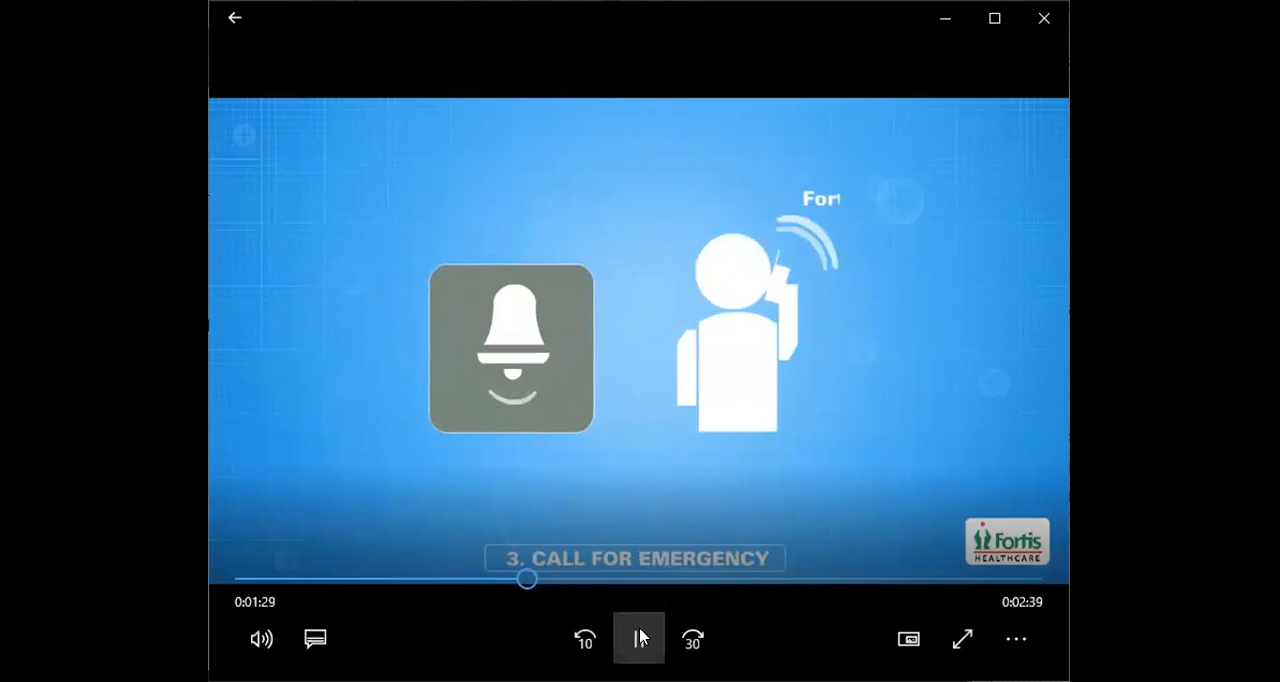 For
3. CALL FOR EMERGENCY
Fortis
HEALTHCARE
0:01:29
0:02:39
10
30